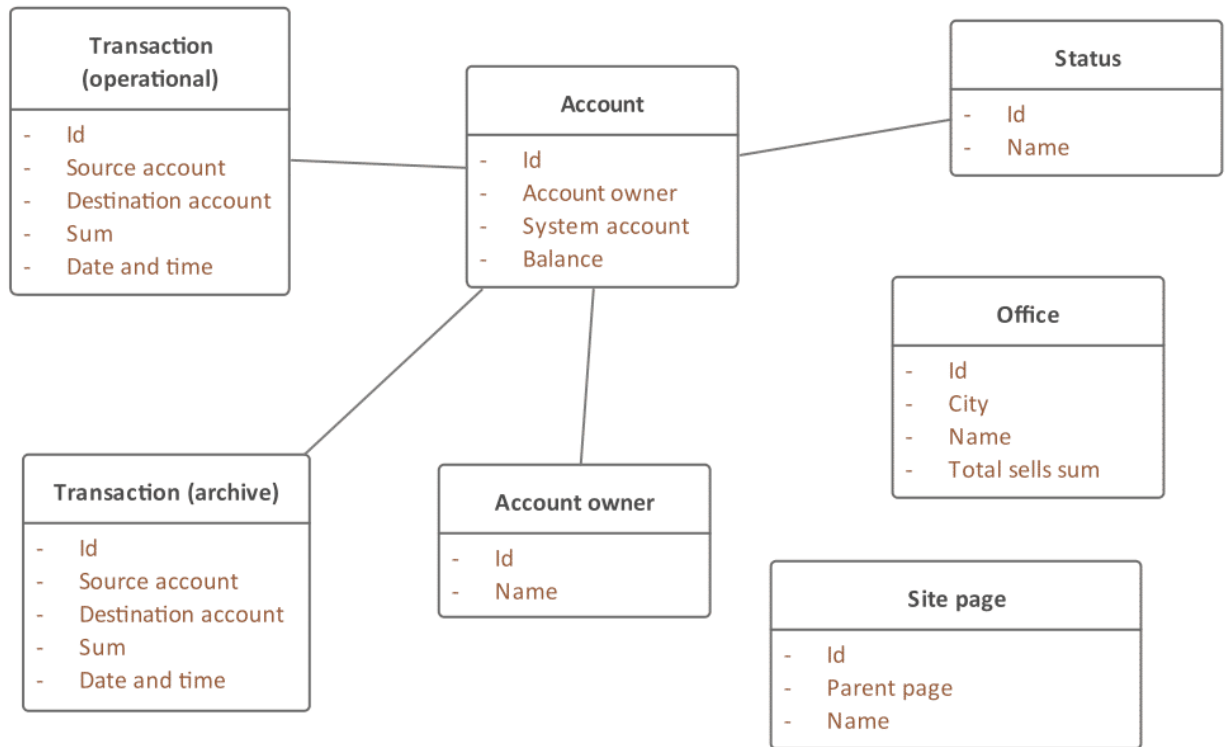 Transaction
(operational)
- Id
- Source account
- Destination account
- Sum
- Date and time
Account
- Id
- Account owner
- System account
- Balance
Status
- Id
- Name
Office
- Id
- City
- Name
- Total sells sum
Transaction (archive)
- Id
- Source account
- Destination account
- Sum
- Date and time
Account owner
- Id
- Name
Site page
- Id
- Parent page
- Name